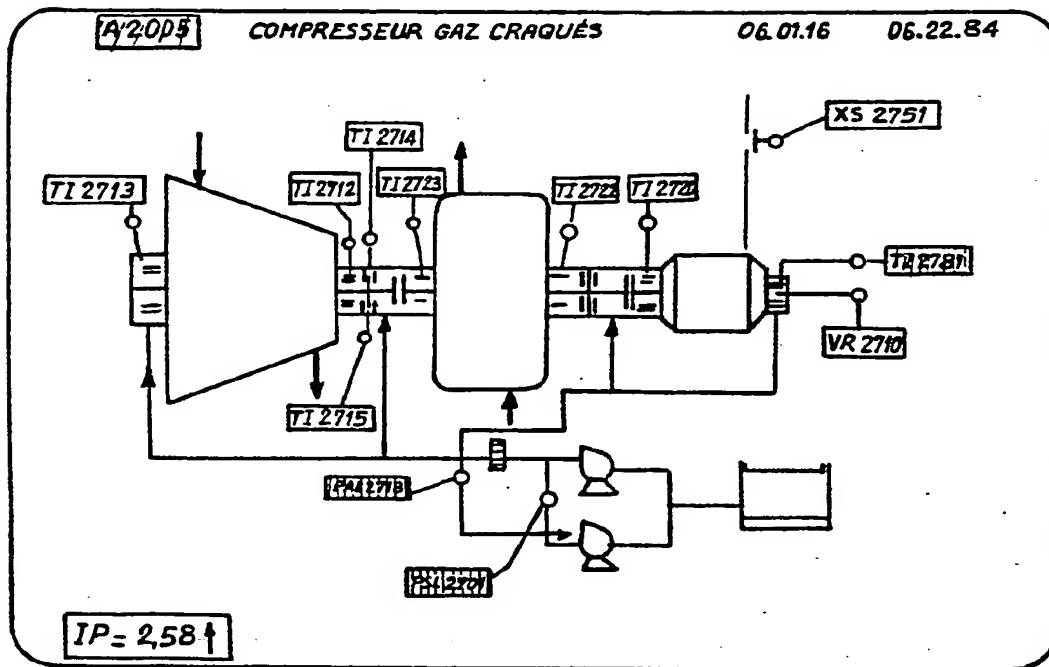 A/2005 COMPRESSEUR GAZ CRAQUÉS 06.01.16 06.22.84
XS 2751
TI 2714
TI 2713
TI 2712
TI 2723
TI 2722
TI 2720
VR 2710
TI 2715
IP = 2,58 ↑